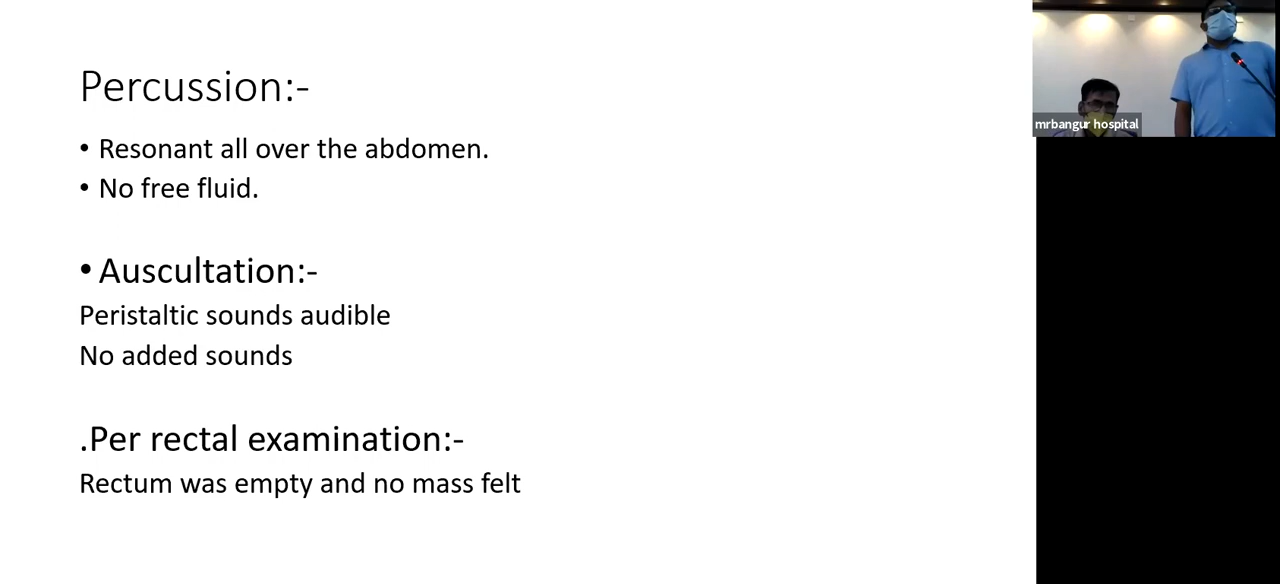 Percussion:-
• Resonant all over the abdomen.
• No free fluid.
• Auscultation:-
Peristaltic sounds audible
No added sounds
.Per rectal examination:-
Rectum was empty and no mass felt
mrbangur hospital